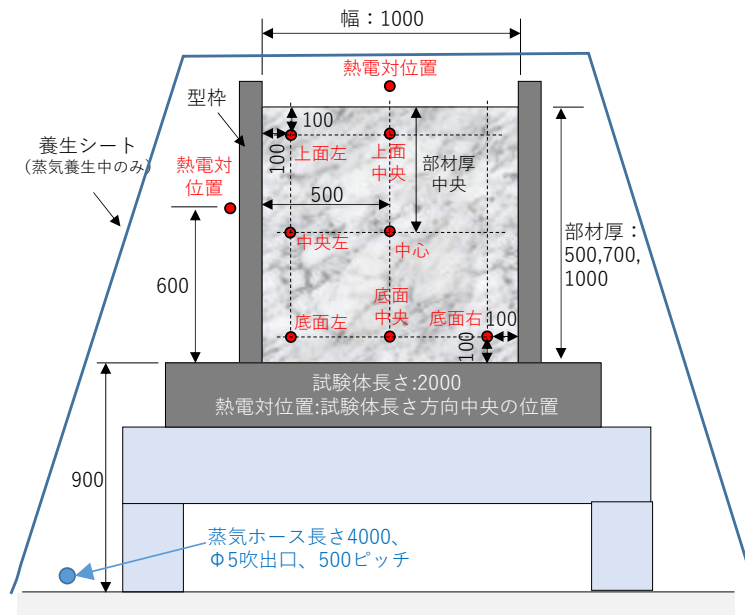 幅：1000
熱電対位置
型枠
養生シート
（蒸気養生中のみ）
熱電対
位置
100
100
上面左
上面
中央
部材厚
中央
500
中央左
中心
部材厚：
500,700,
1000
600
底面左
底面
中央
底面右
100
100
試験体長さ:2000
熱電対位置:試験体長さ方向中央の位置
900
蒸気ホース長さ4000、
Φ5吹出口、500ピッチ